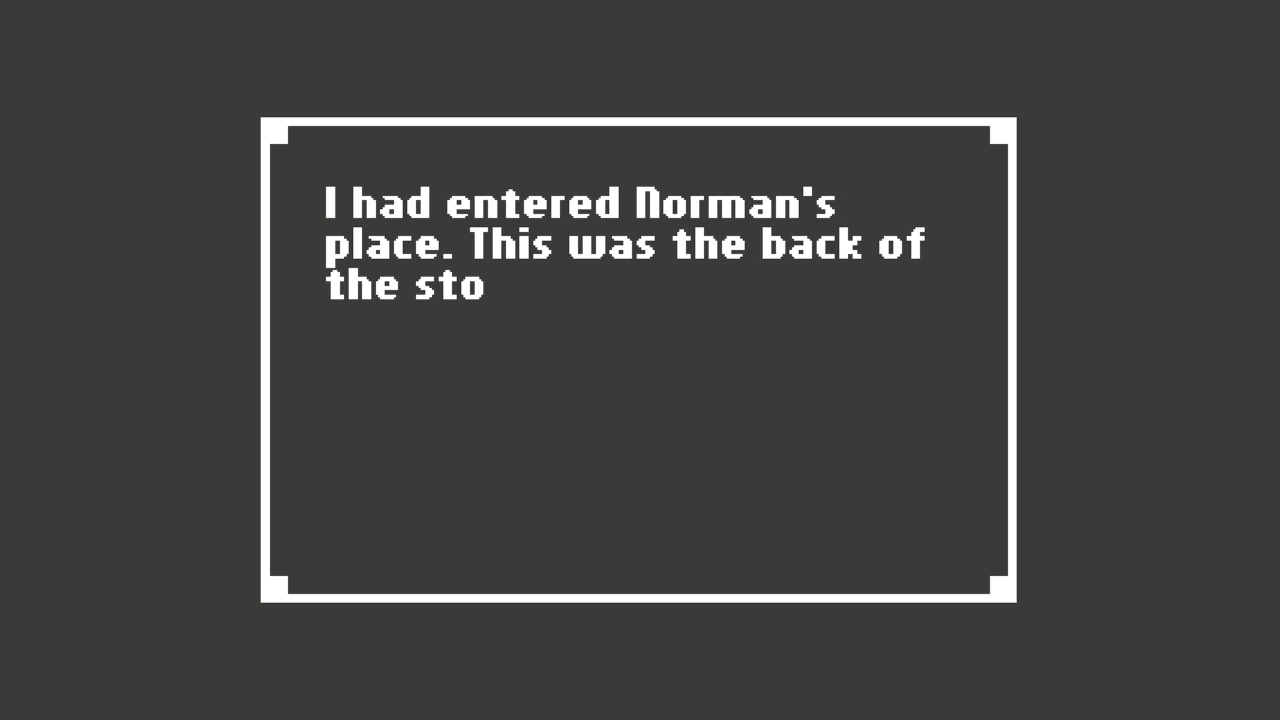 I had entered Norman's
place. This was the back of
the sto